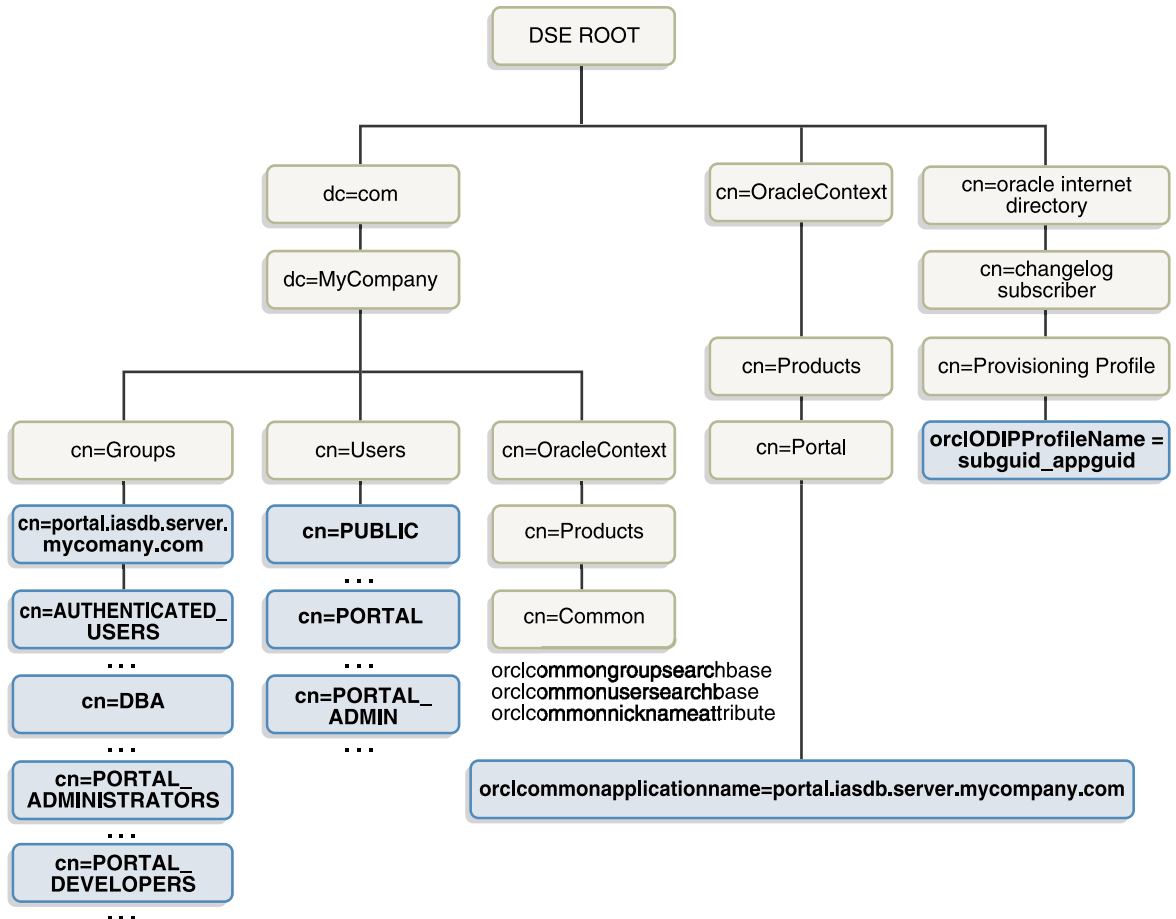 DSE ROOT
dc=com
cn=OracleContext
cn=oracle internet
directory
dc=MyCompany
cn=changelog
subscriber
cn=Products
cn=Provisioning Profile
cn=Groups
cn=Users
cn=OracleContext
cn=Portal
orclODIPProfileName =
subguid_appguid
cn=portal.iasdb.server.
mycomany.com
cn=PUBLIC
cn=Products
. . .
cn=AUTHENTICATED_
USERS
cn=PORTAL
cn=Common
. . .
. . .
orclcommongroupsearchbase
orclcommonusersearchbase
orclcommonnicknameattribute
cn=DBA
cn=PORTAL_
ADMIN
. . .
. . .
cn=PORTAL_
ADMINISTRATORS
orclcommonapplicationname=portal.iasdb.server.mycompany.com
. . .
cn=PORTAL_
DEVELOPERS
. . .